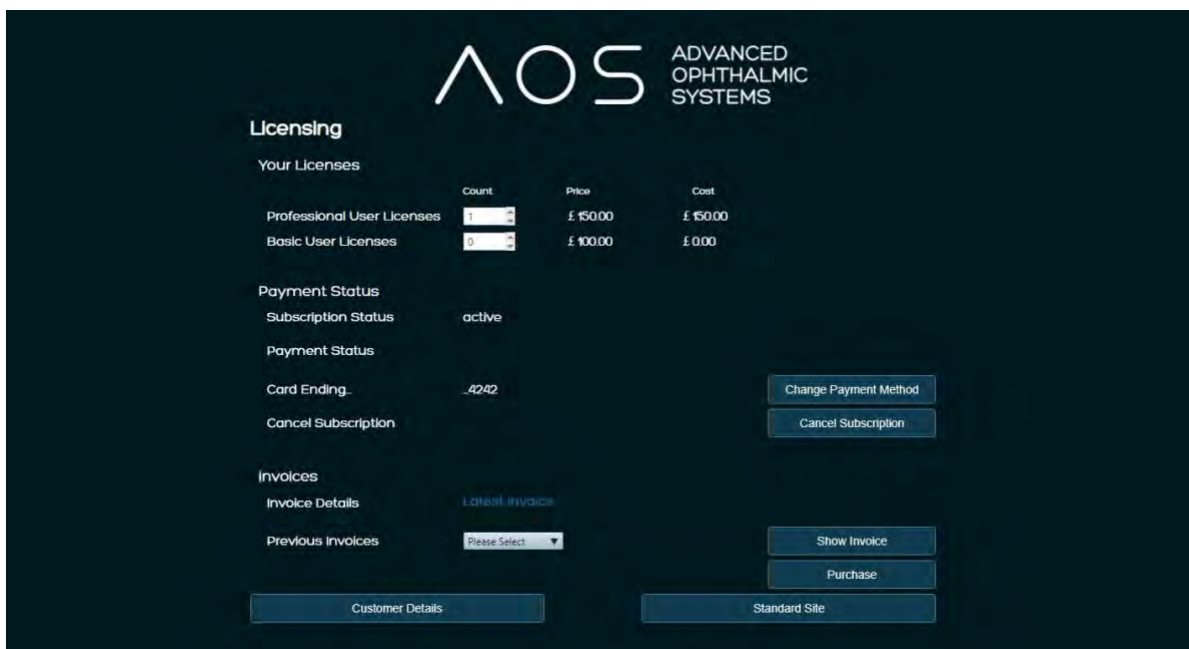 AOS ADVANCED
OPHTHALMIC
SYSTEMS
Licensing
Your Licenses
Count Price Cost
Professional User Licenses 1 £ 150.00 £ 150.00
Basic User Licenses 0 £ 100.00 £ 0.00
Payment Status
Subscription Status active
Payment Status
Card Ending... ...4242 Change Payment Method
Cancel Subscription Cancel Subscription
Invoices
Invoice Details Latest Invoice
Previous Invoices Please Select Show Invoice
Purchase
Customer Details Standard Site